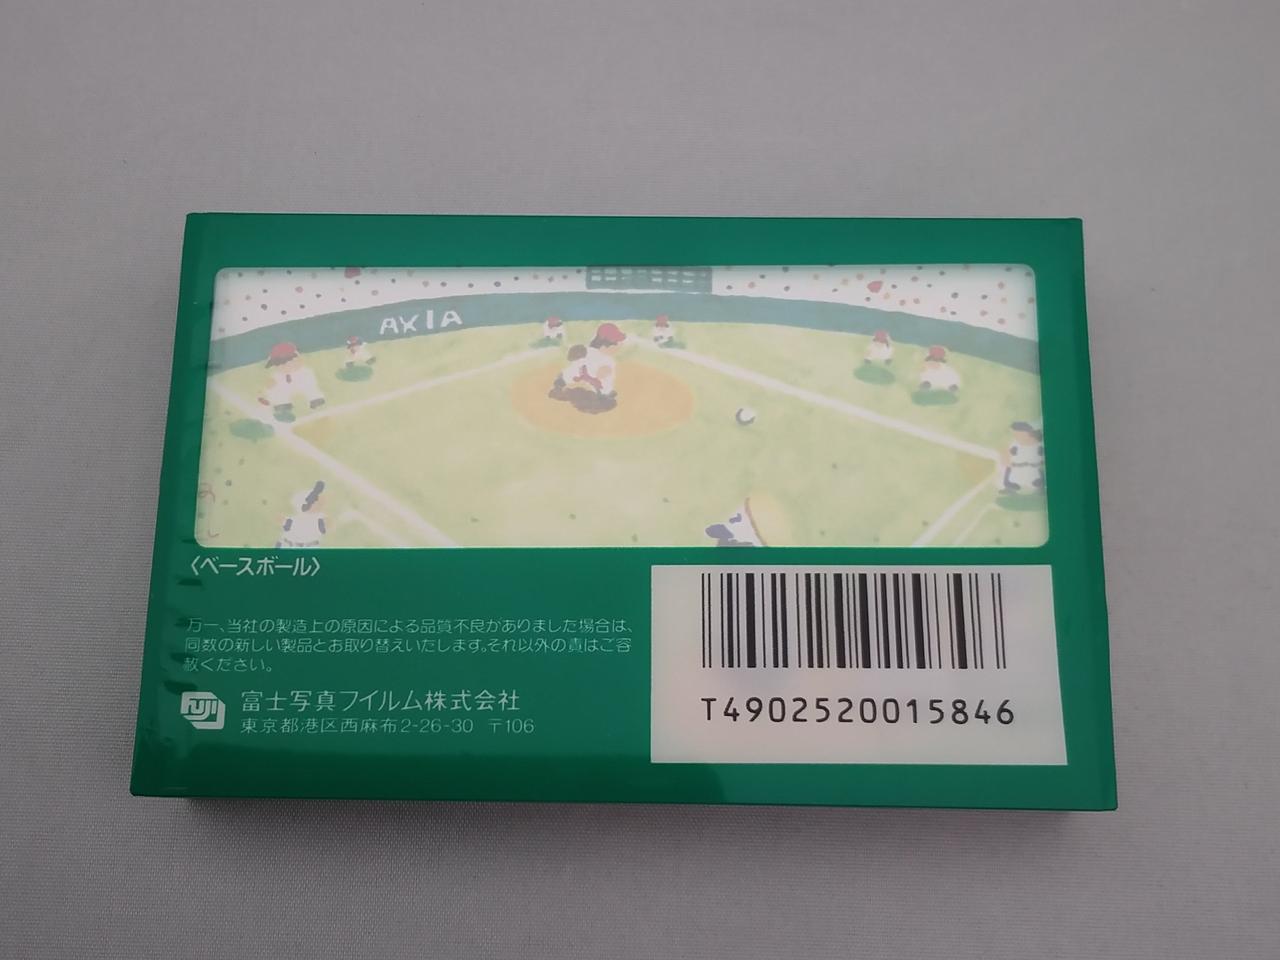 AXIA
〈ベースボール〉
万一、当社の製造上の原因による品質不良がありました場合は、
同数の新しい製品とお取り替えいたします。それ以外の責はご容
赦ください。
FUJI
富士写真フイルム株式会社
東京都港区西麻布2-26-30 〒106
T4902520015846